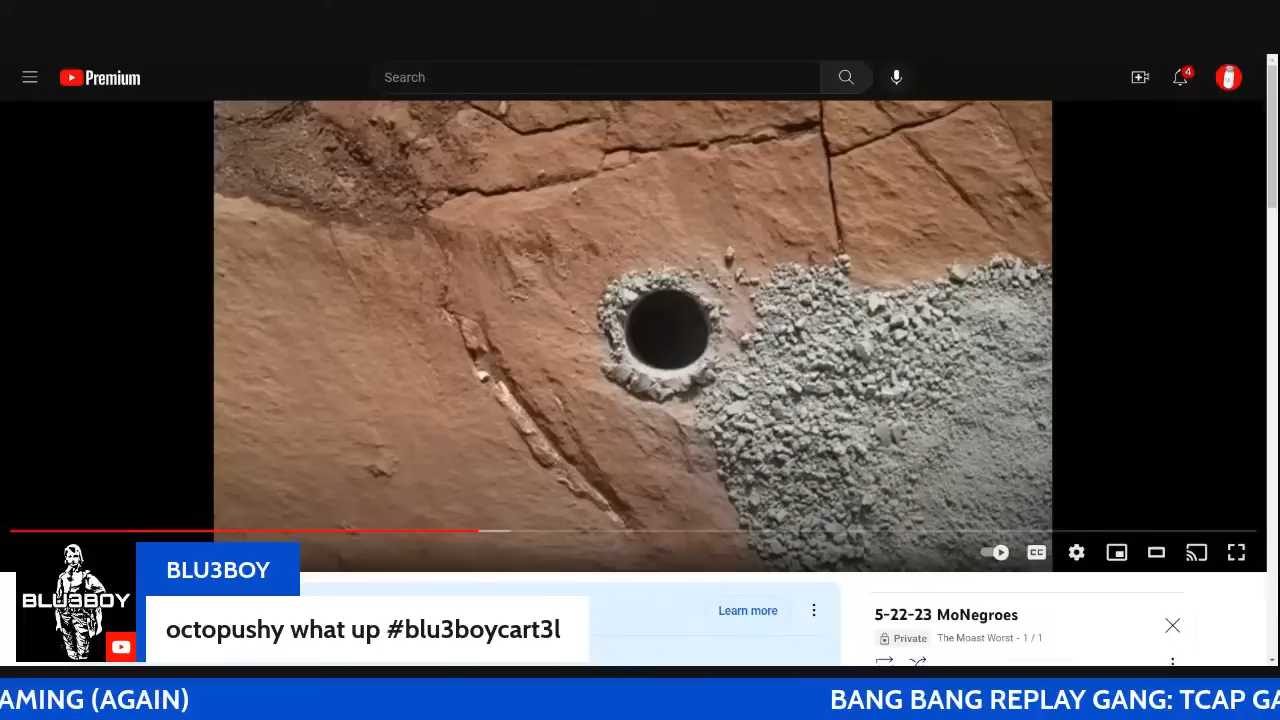 Premium
Search
4
BLU3BOY
BLU3BOY
octopushy what up #blu3boycart3l
CC
Learn more
5-22-23 MoNegroes
Private
The Moast Worst - 1 / 1
AMING (AGAIN)
BANG BANG REPLAY GANG: TCAP GA